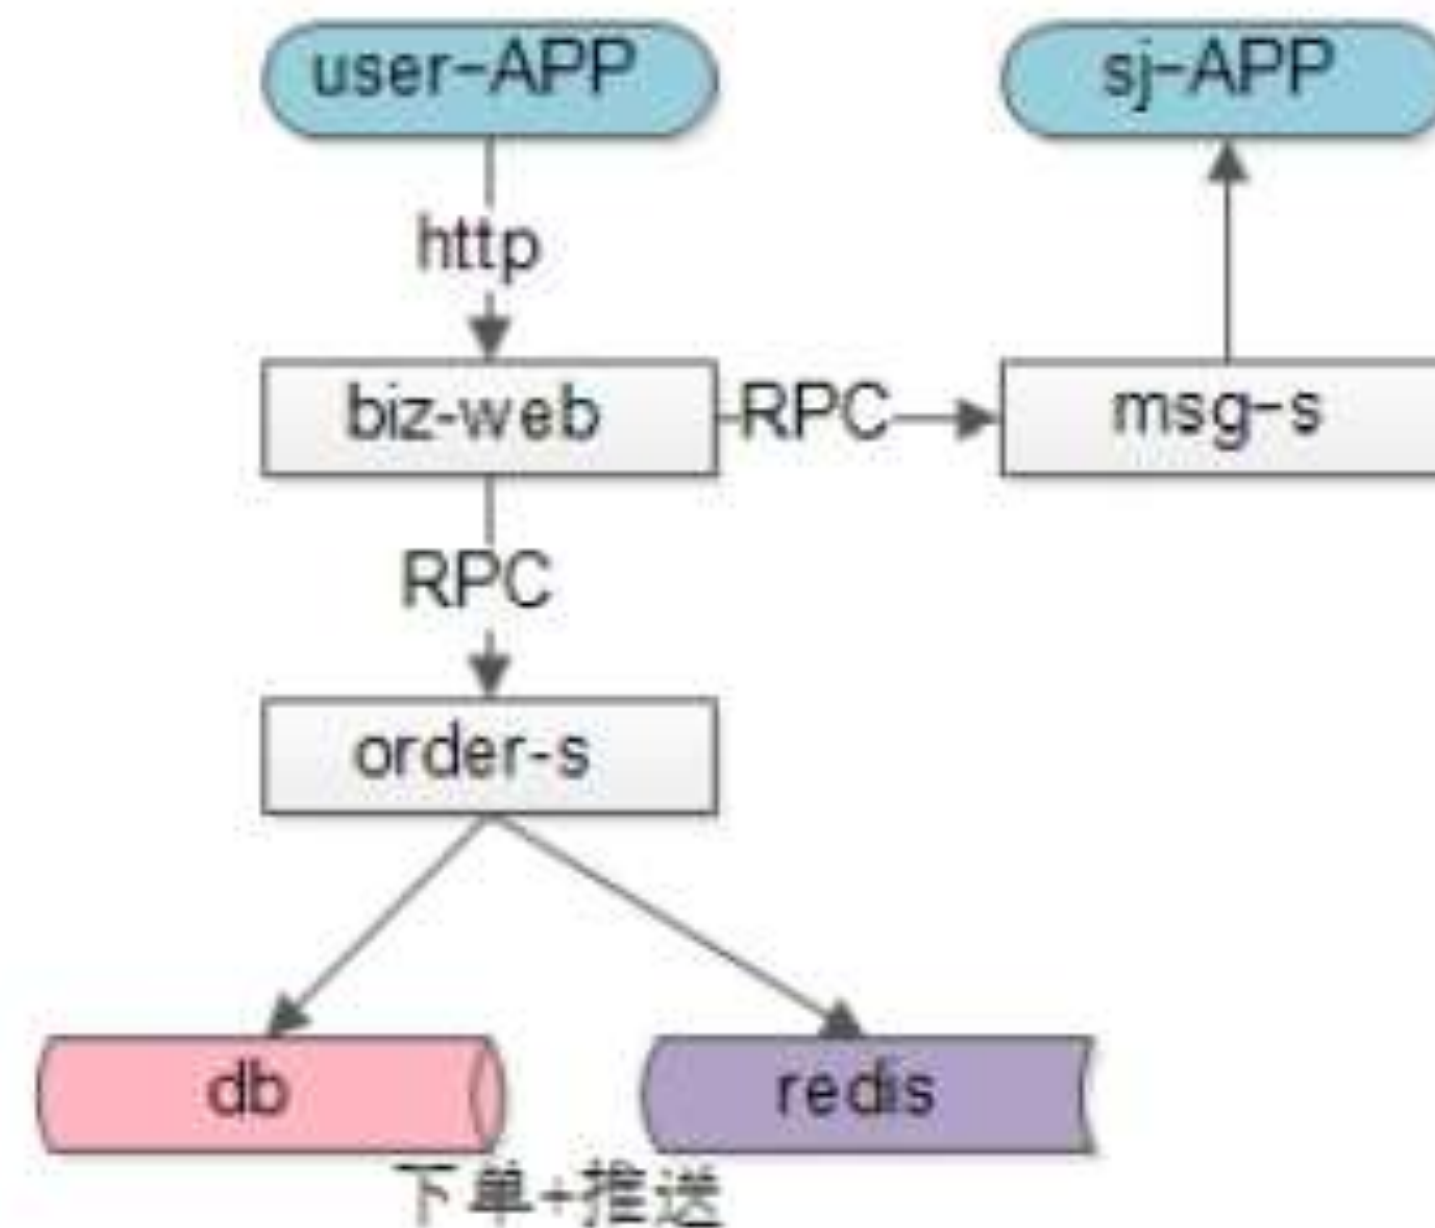 user-APP
sj-APP
http
biz-web
RPC
msg-s
RPC
order-s
db
redis
下单+推送